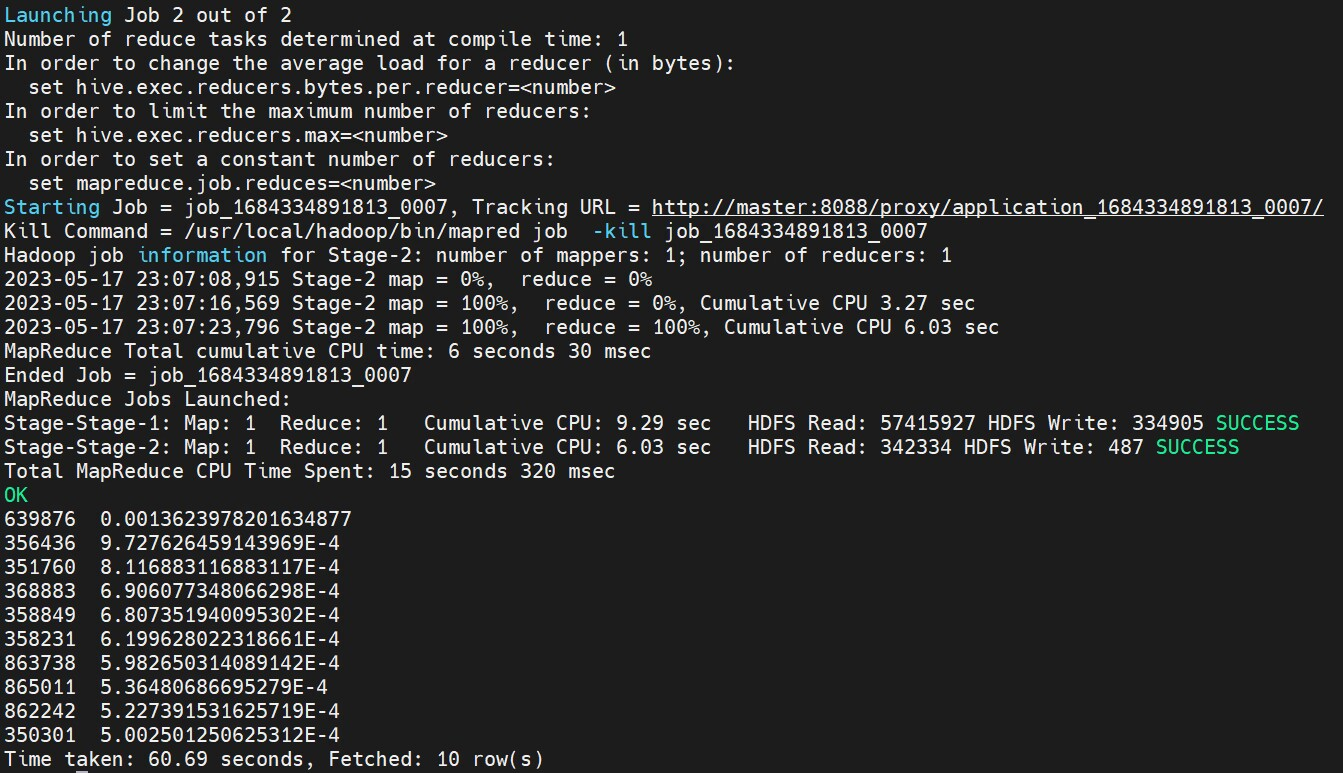 Launching Job 2 out of 2
Number of reduce tasks determined at compile time: 1
In order to change the average load for a reducer (in bytes):
  set hive.exec.reducers.bytes.per.reducer=<number>
In order to limit the maximum number of reducers:
  set hive.exec.reducers.max=<number>
In order to set a constant number of reducers:
  set mapreduce.job.reduces=<number>
Starting Job = job_1684334891813_0007, Tracking URL = http://master:8088/proxy/application_1684334891813_0007/
Kill Command = /usr/local/hadoop/bin/mapred job  -kill job_1684334891813_0007
Hadoop job information for Stage-2: number of mappers: 1; number of reducers: 1
2023-05-17 23:07:08,915 Stage-2 map = 0%,  reduce = 0%
2023-05-17 23:07:16,569 Stage-2 map = 100%,  reduce = 0%, Cumulative CPU 3.27 sec
2023-05-17 23:07:23,796 Stage-2 map = 100%,  reduce = 100%, Cumulative CPU 6.03 sec
MapReduce Total cumulative CPU time: 6 seconds 30 msec
Ended Job = job_1684334891813_0007
MapReduce Jobs Launched:
Stage-Stage-1: Map: 1  Reduce: 1   Cumulative CPU: 9.29 sec   HDFS Read: 57415927 HDFS Write: 334905 SUCCESS
Stage-Stage-2: Map: 1  Reduce: 1   Cumulative CPU: 6.03 sec   HDFS Read: 342334 HDFS Write: 487 SUCCESS
Total MapReduce CPU Time Spent: 15 seconds 320 msec
OK
639876  0.0013623978201634877
356436  9.727626459143969E-4
351760  8.116883116883117E-4
368883  6.906077348066298E-4
358849  6.807351940095302E-4
358231  6.199628022318661E-4
863738  5.982650314089142E-4
865011  5.36480686695279E-4
862242  5.227391531625719E-4
350301  5.002501250625312E-4
Time taken: 60.69 seconds, Fetched: 10 row(s)